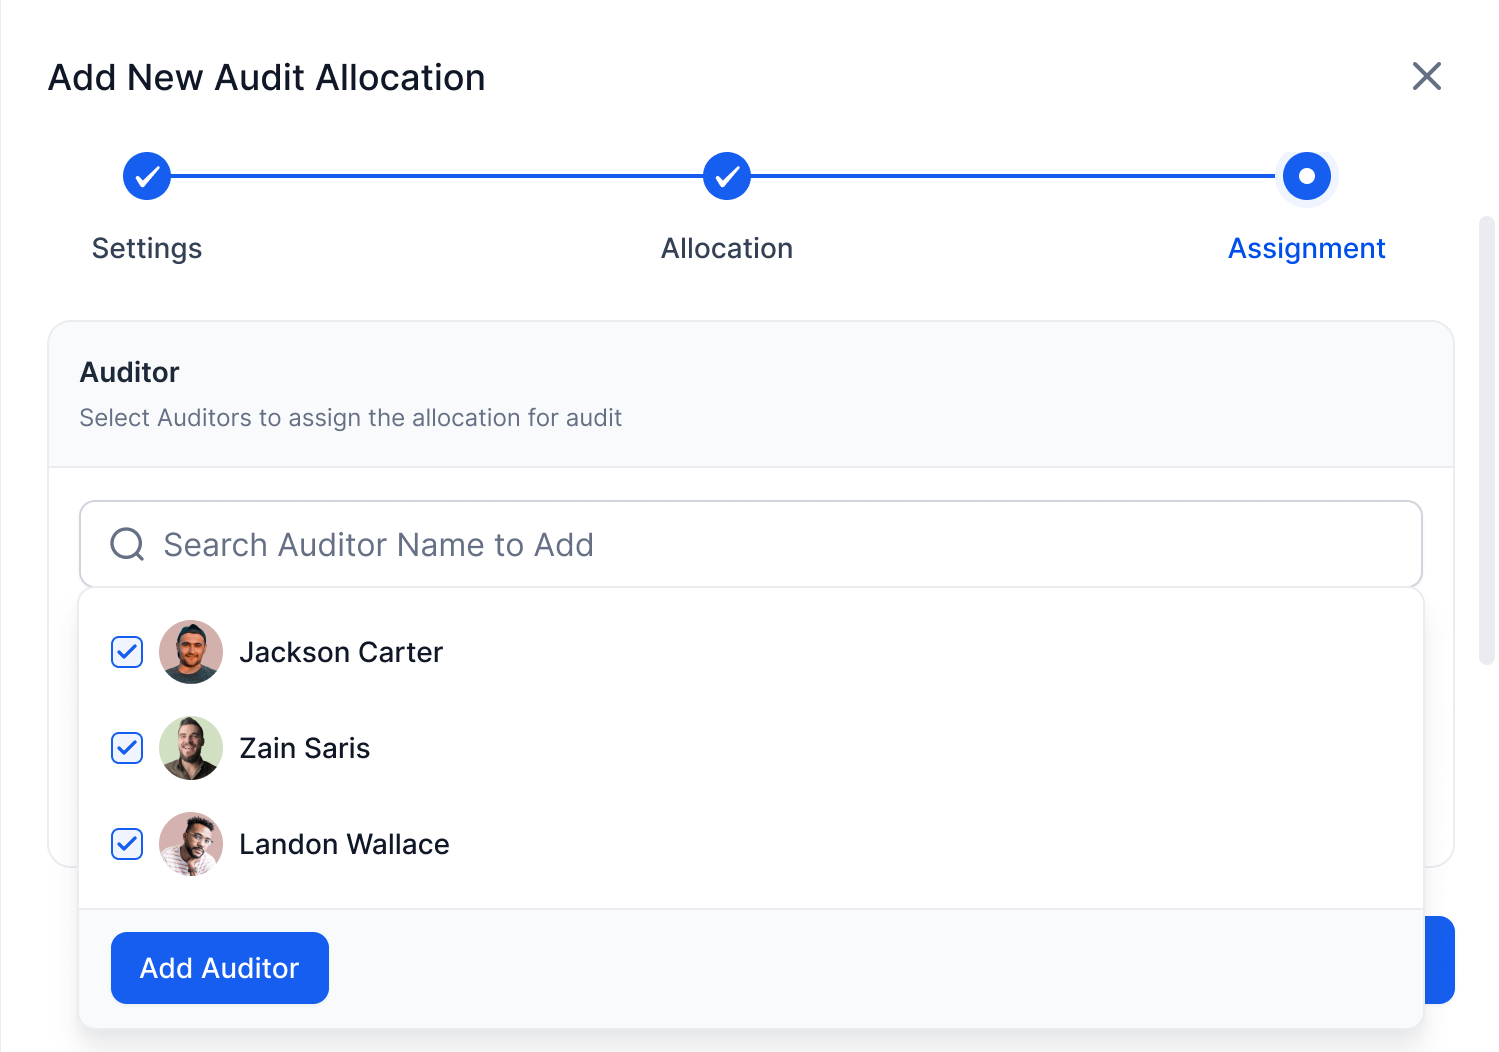 Add New Audit Allocation
Settings
Allocation
Assignment
Auditor
Select Auditors to assign the allocation for audit
Search Auditor Name to Add
Jackson Carter
Zain Saris
Landon Wallace
Add Auditor